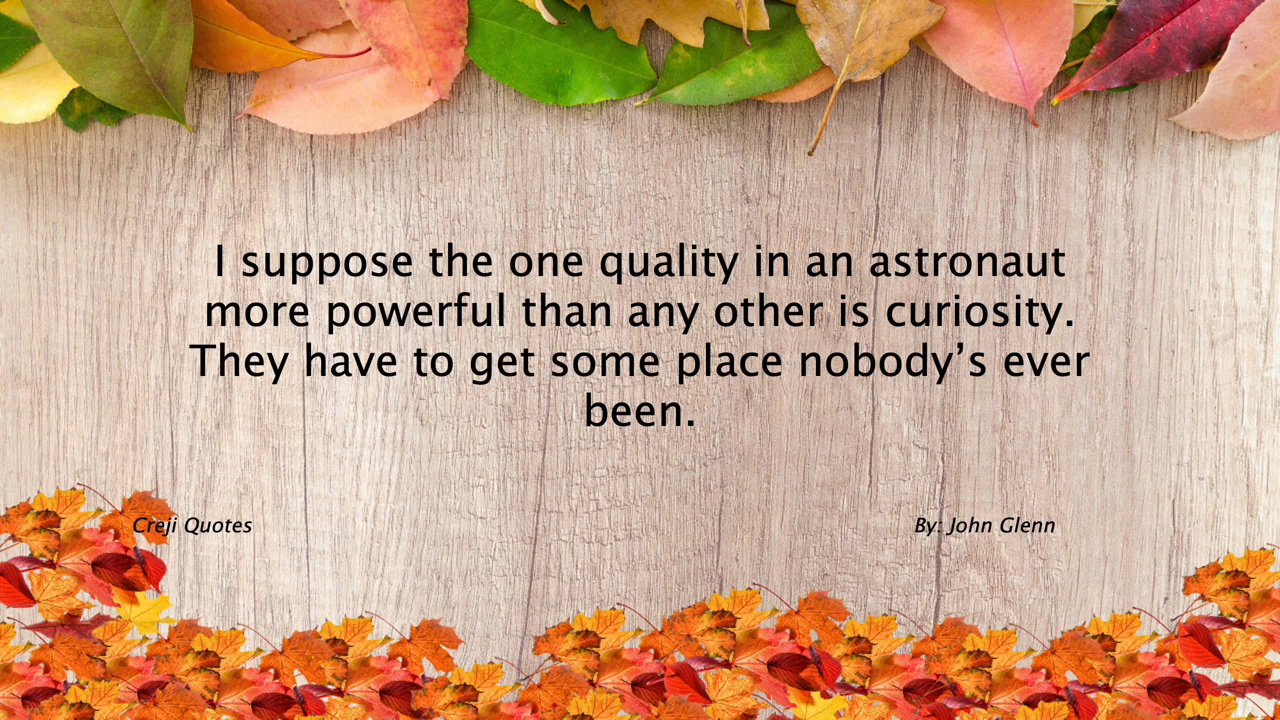 I suppose the one quality in an astronaut
more powerful than any other is curiosity.
They have to get some place nobody’s ever
been.
Creji Quotes
By: John Glenn